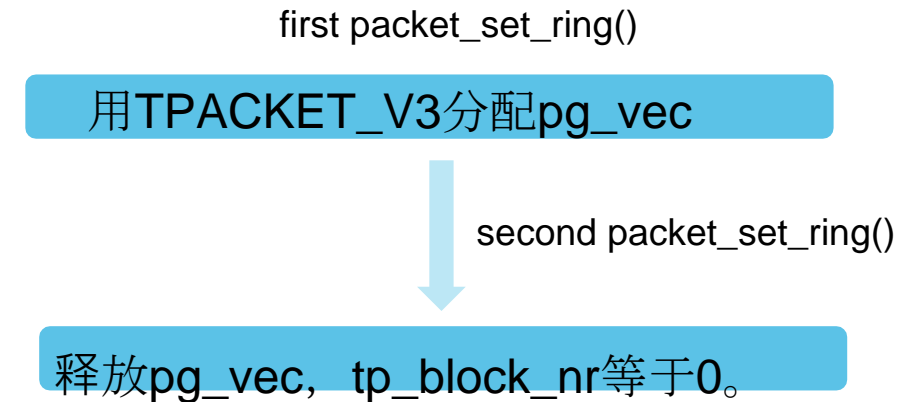 first packet_set_ring()
用TPACKET_V3分配pg_vec
second packet_set_ring()
释放pg_vec，tp_block_nr等于0。